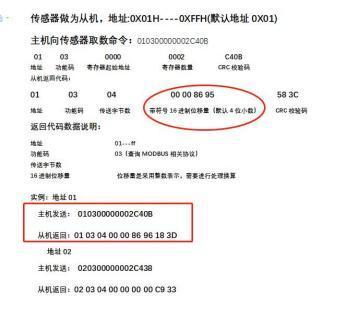 传感器做为从机，地址:0X01H----0XFFH(默认地址 0X01)
主机向传感器取数命令：010300000002C40B
01 03 0000 0002 C40B
地址 功能码 寄存器起始地址 寄存器数量 CRC 校验码
从机返回代码：
01 03 04 00 00 86 95 58 3C
地址 功能码 传送字节数 带符号 16 进制位移量（默认 4 位小数） CRC 校验码
返回代码数据说明：
地址 01---ff
功能码 03（查询 MODBUS 相关协议）
传送字节数
16 进制位移量 位移量是采用整数表示，需要进行处理换算
实例：地址 01
主机发送： 010300000002C40B
从机返回：01 03 04 00 00 86 96 18 3D
地址 02
主机发送： 020300000002C438
从机返回：02 03 04 00 00 00 00 C9 33